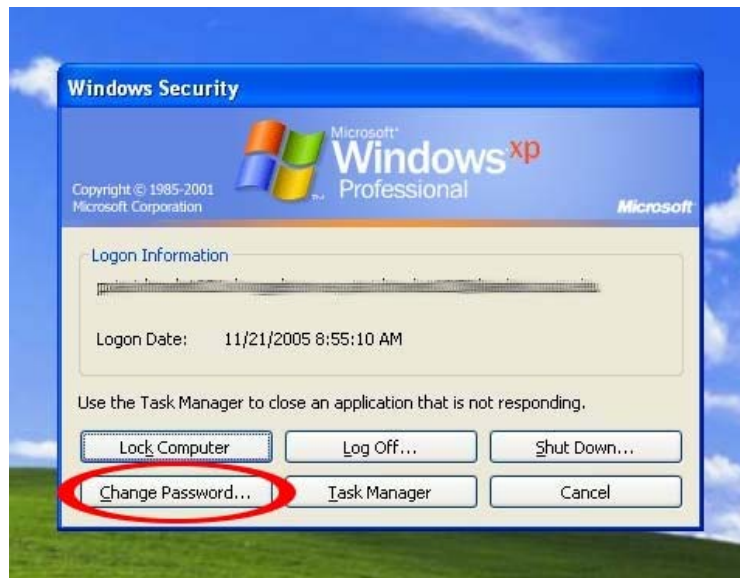 Windows Security
Microsoft®
Windows xp
Professional
Copyright © 1985-2001
Microsoft Corporation
Microsoft
Logon Information
Logon Date: 11/21/2005 8:55:10 AM
Use the Task Manager to close an application that is not responding.
Lock Computer
Log Off...
Shut Down...
Change Password...
Task Manager
Cancel